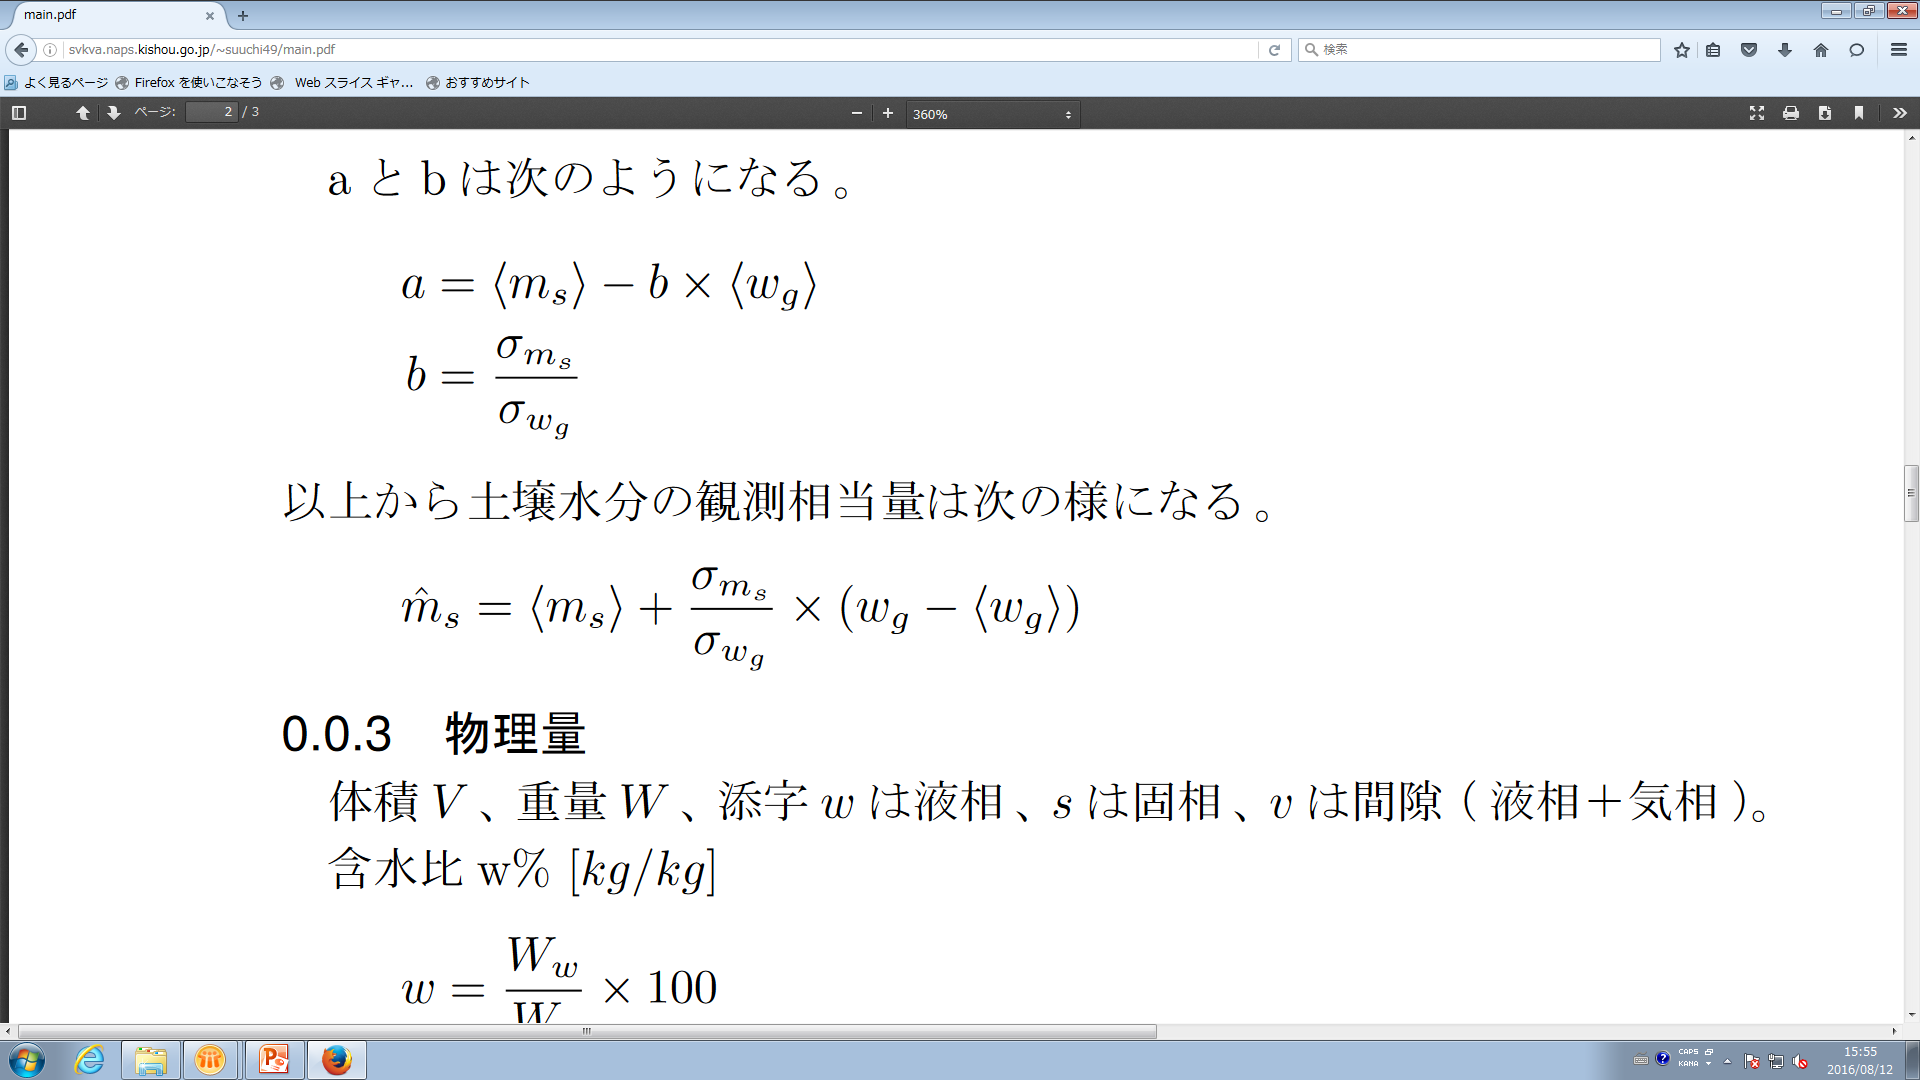 main.pdf
svkva.naps.kishou.go.jp/~suuchi49/main.pdf
検索
よく見るページ Firefox を使いこなそう Web スライス ギャ... おすすめサイト
ページ: 2 / 3
360%
a と b は次のようになる。
a = ⟨m_s⟩ − b × ⟨w_g⟩
b = σ_{m_s} / σ_{w_g}
以上から土壌水分の観測相当量は次の様になる。
m̂_s = ⟨m_s⟩ + σ_{m_s} / σ_{w_g} × (w_g − ⟨w_g⟩)
0.0.3 物理量
体積 V、重量 W、添字 w は液相、s は固相、v は間隙(液相＋気相)。
含水比 w% [kg/kg]
w = W_w / W × 100
CAPS
KANA
15:55
2016/08/12